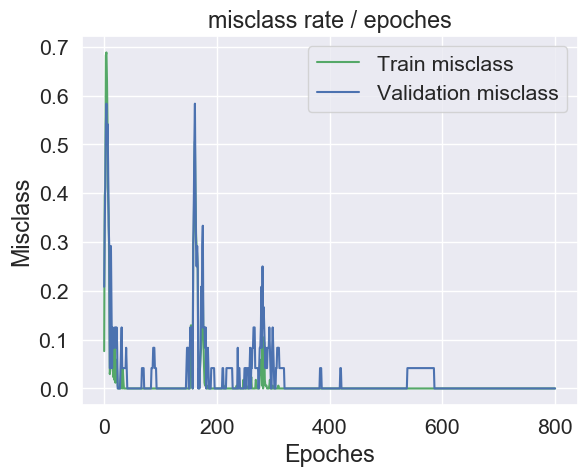 misclass rate / epoches
Train misclass
Validation misclass
Misclass
0.7
0.6
0.5
0.4
0.3
0.2
0.1
0.0
0 200 400 600 800
Epoches